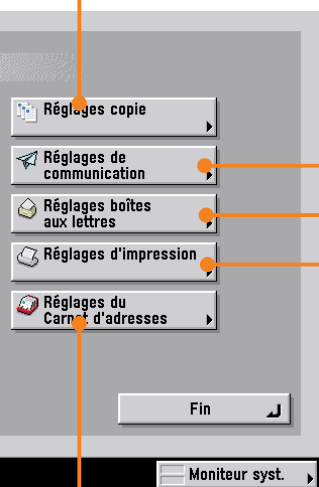 Réglages copie
Réglages de
communication
Réglages boîtes
aux lettres
Réglages d'impression
Réglages du
Carnet d'adresses
Fin
Moniteur syst.